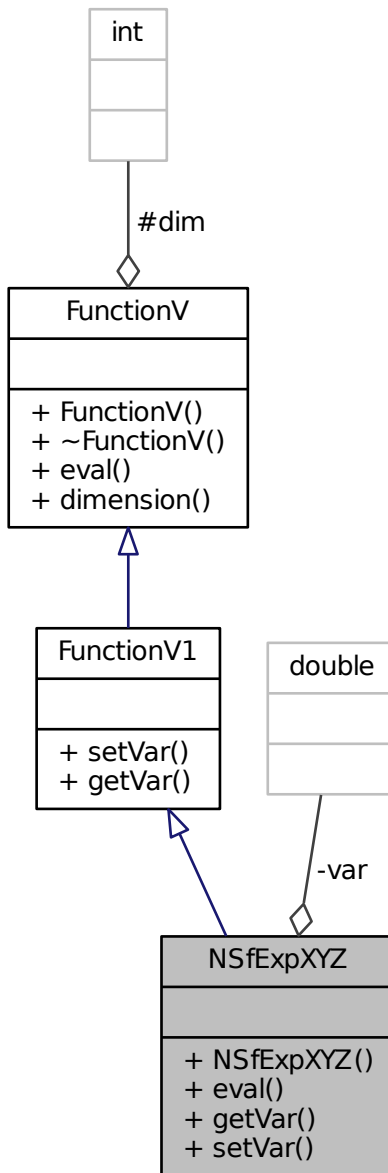 int
#dim
FunctionV
+ FunctionV()
+ ~FunctionV()
+ eval()
+ dimension()
FunctionV1
+ setVar()
+ getVar()
double
-var
NSfExpXYZ
+ NSfExpXYZ()
+ eval()
+ getVar()
+ setVar()